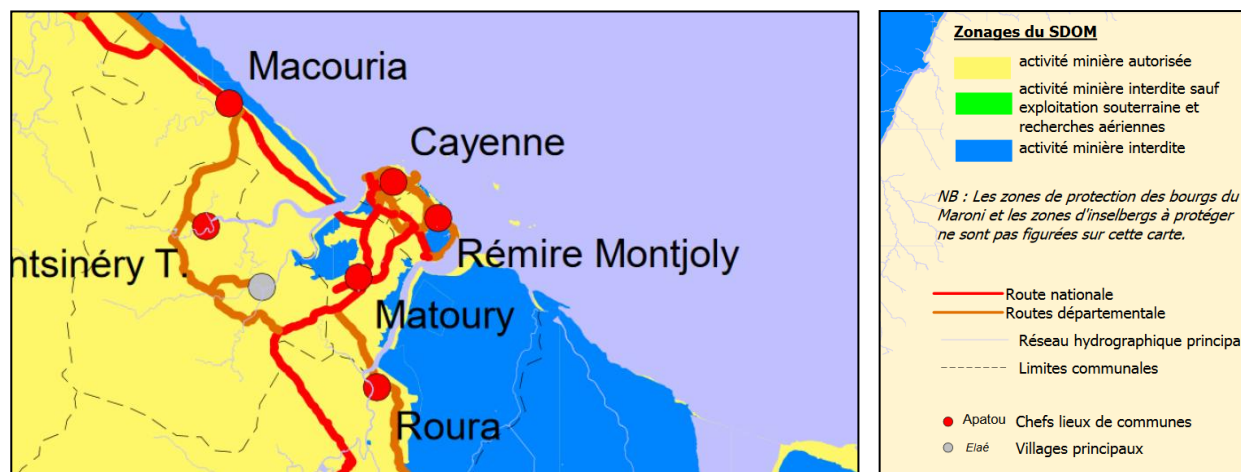 Macouria
Cayenne
ntsinéry T.
Rémire Montjoly
Matoury
Roura
Zonages du SDOM
activité minière autorisée
activité minière interdite sauf
exploitation souterraine et
recherches aériennes
activité minière interdite
NB : Les zones de protection des bourgs du
Maroni et les zones d'inselbergs à protéger
ne sont pas figurées sur cette carte.
Route nationale
Routes départementale
Réseau hydrographique principa
Limites communales
Apatou Chefs lieux de communes
Elaé Villages principaux